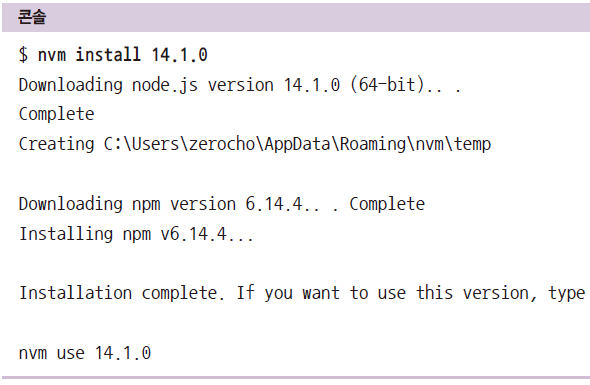 콘솔
$ nvm install 14.1.0
Downloading node.js version 14.1.0 (64-bit).. .
Complete
Creating C:\Users\zerocho\AppData\Roaming\nvm\temp
Downloading npm version 6.14.4.. . Complete
Installing npm v6.14.4...
Installation complete. If you want to use this version, type
nvm use 14.1.0